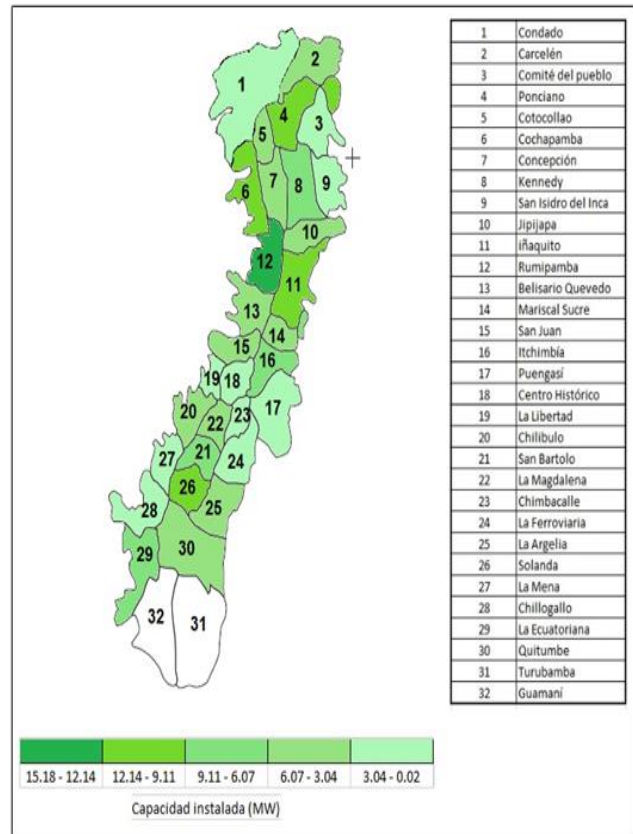 1 Condado
2 Carcelén
3 Comité del pueblo
4 Ponciano
5 Cotocollao
6 Cochapamba
7 Concepción
8 Kennedy
9 San Isidro del Inca
10 Jipijapa
11 iñaquito
12 Rumipamba
13 Belisario Quevedo
14 Mariscal Sucre
15 San Juan
16 Itchimbía
17 Puengasí
18 Centro Histórico
19 La Libertad
20 Chilibulo
21 San Bartolo
22 La Magdalena
23 Chimbacalle
24 La Ferroviaria
25 La Argelia
26 Solanda
27 La Mena
28 Chillogallo
29 La Ecuatoriana
30 Quitumbe
31 Turubamba
32 Guamaní
2
1
4
3
5
7
8
9
6
10
12
11
13
14
15
16
19 18
17
20
23
22
21
27
24
26
25
28
30
29
32
31
15.18 - 12.14 12.14 - 9.11 9.11 - 6.07 6.07 - 3.04 3.04 - 0.02
Capacidad instalada (MW)